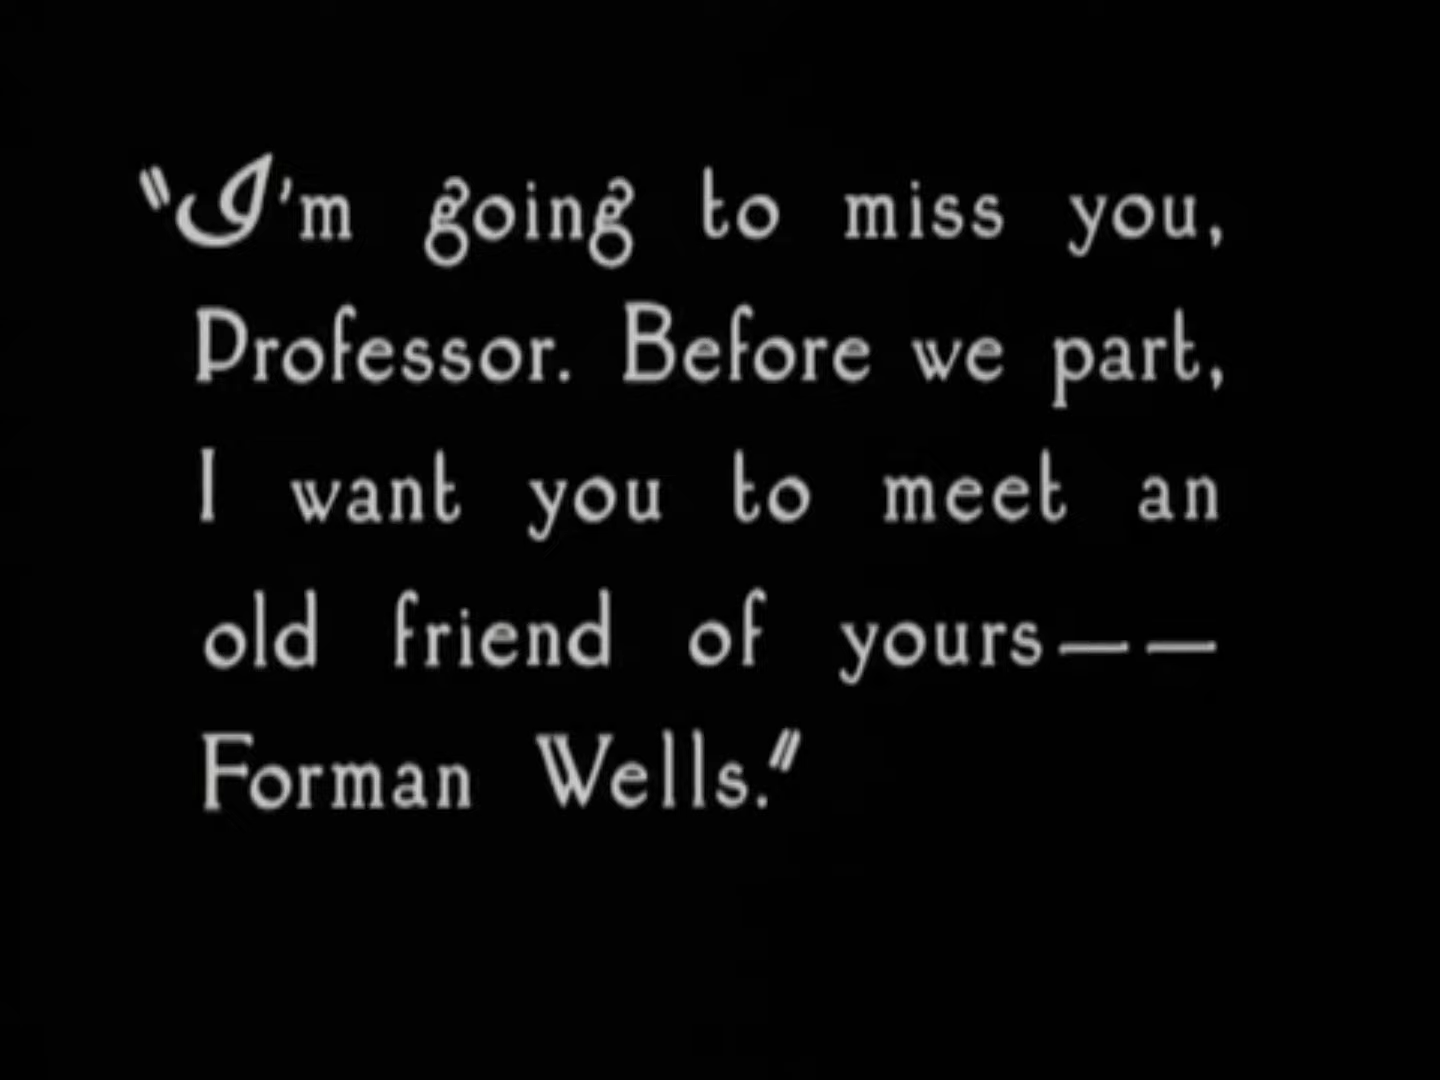 "I'm going to miss you,
Professor. Before we part,
I want you to meet an
old friend of yours——
Forman Wells."